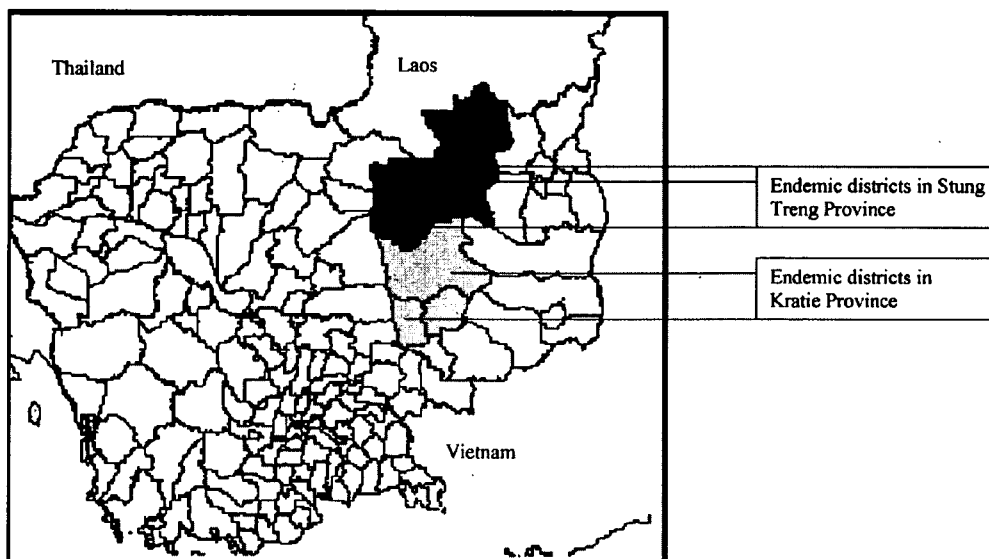 Thailand
Laos
Endemic districts in Stung
Treng Province
Endemic districts in
Kratie Province
Vietnam